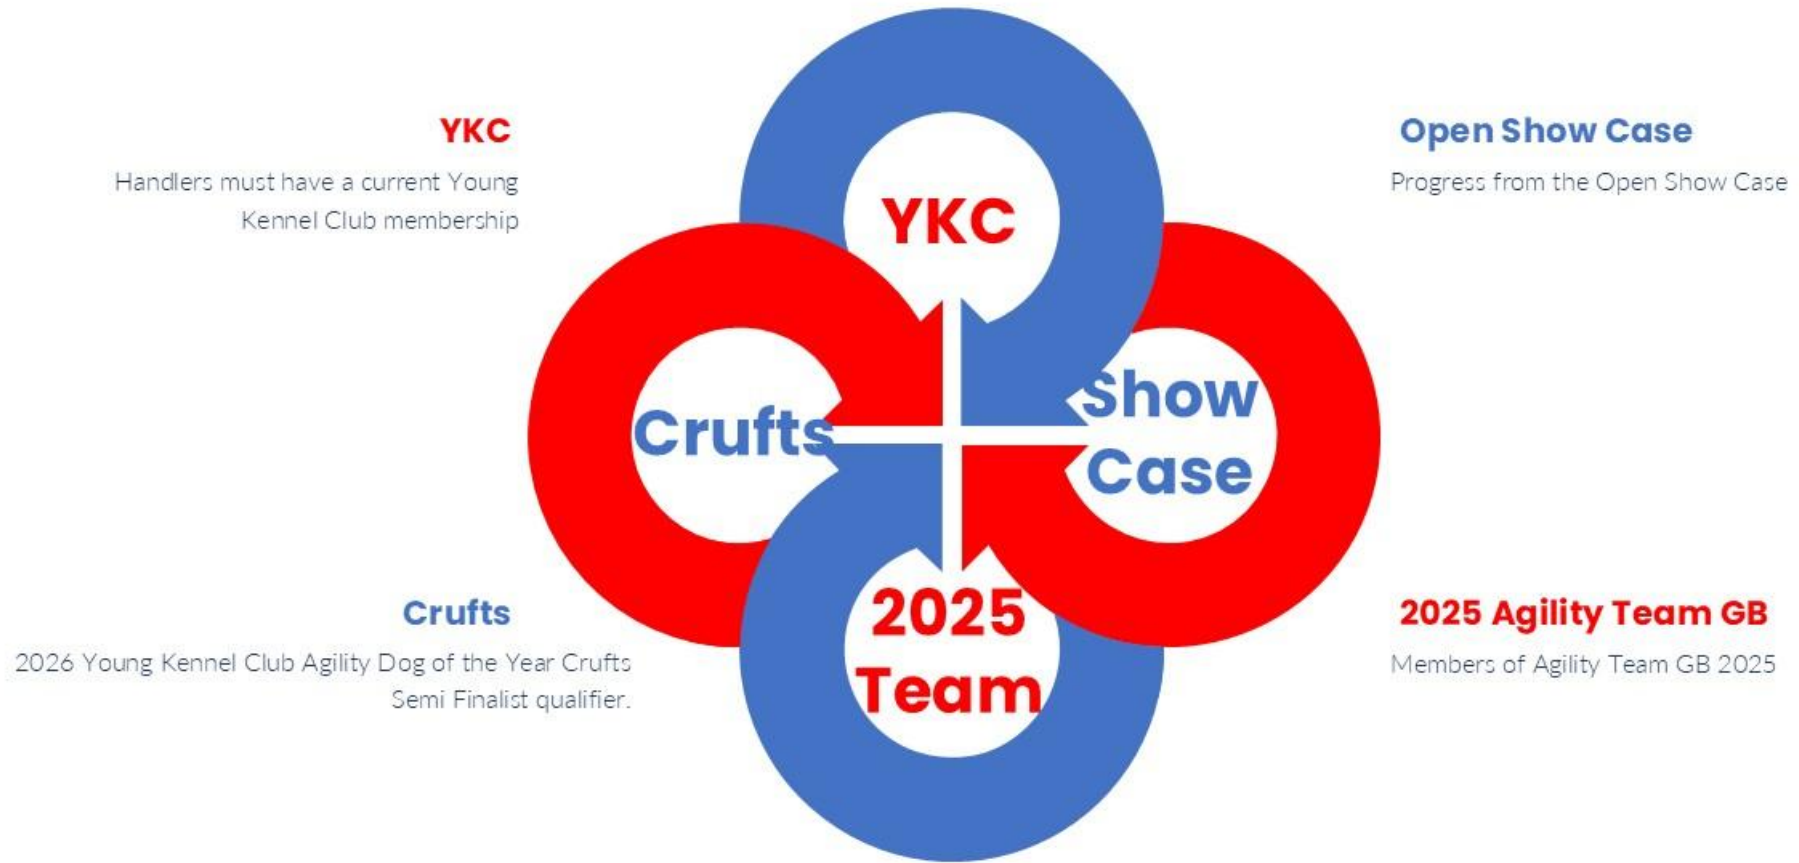 YKC
Handlers must have a current Young
Kennel Club membership
Open Show Case
Progress from the Open Show Case
YKC
Show
Case
Crufts
2025
Team
Crufts
2026 Young Kennel Club Agility Dog of the Year Crufts
Semi Finalist qualifier.
2025 Agility Team GB
Members of Agility Team GB 2025